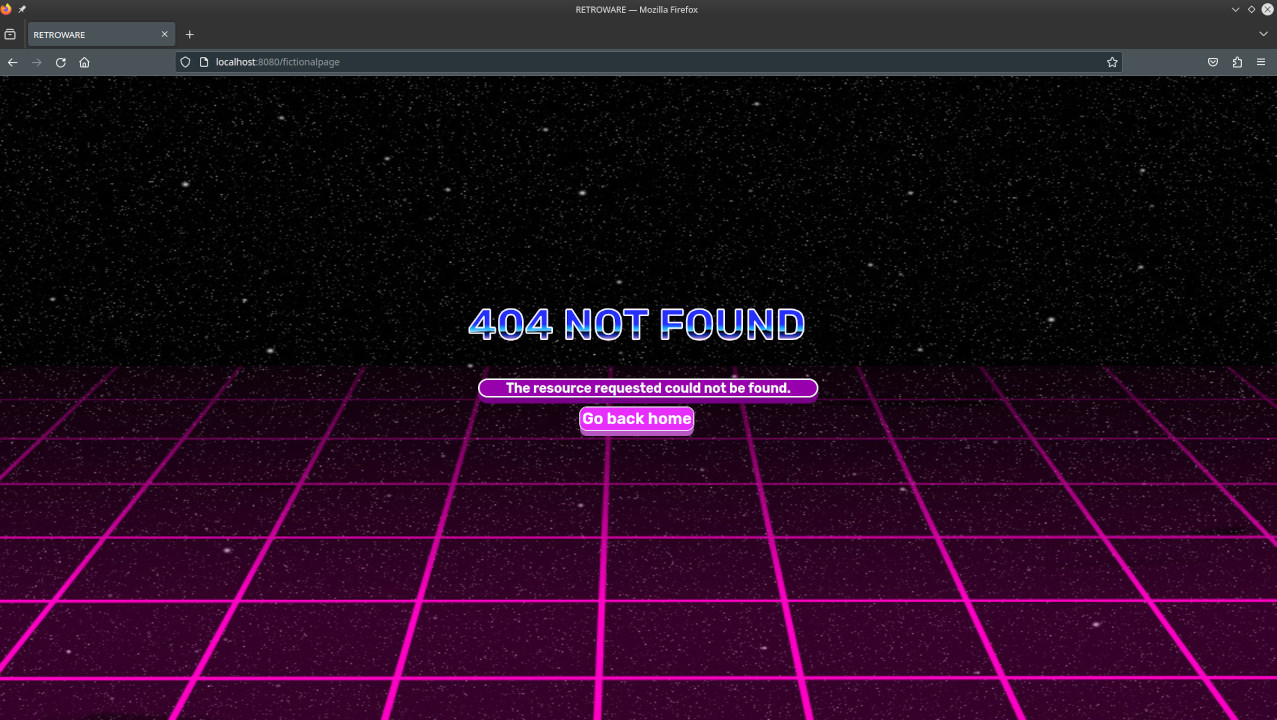 RETROWARE — Mozilla Firefox
RETROWARE
localhost:8080/fictionalpage
404 NOT FOUND
The resource requested could not be found.
Go back home